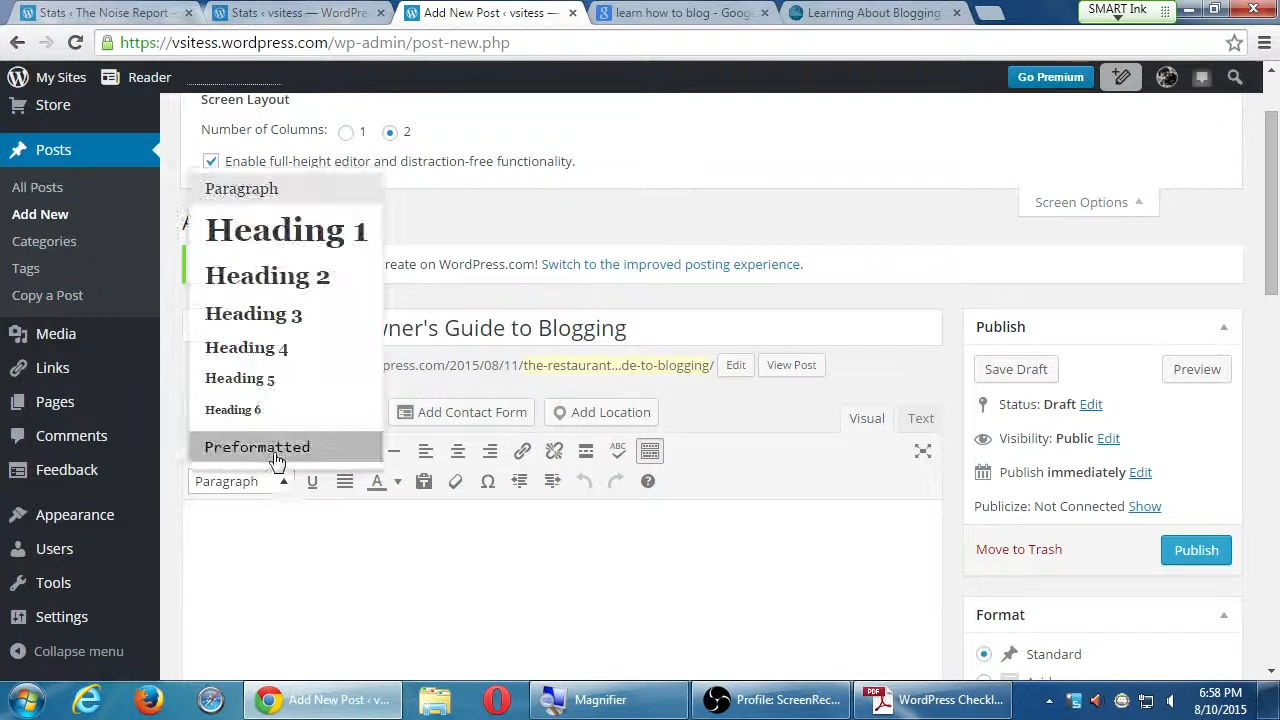 Stats ‹ The Noise Report —
Stats ‹ vsitess — WordPre
Add New Post ‹ vsitess —
learn how to blog - Goog
Learning About Blogging
SMART Ink
https://vsitess.wordpress.com/wp-admin/post-new.php
My Sites
Reader
Go Premium
Store
Posts
All Posts
Add New
Categories
Tags
Copy a Post
Media
Links
Pages
Comments
Feedback
Appearance
Users
Tools
Settings
Collapse menu
Screen Layout
Number of Columns: 1 2
Enable full-height editor and distraction-free functionality.
Screen Options
Paragraph
Heading 1
Heading 2
Heading 3
Heading 4
Heading 5
Heading 6
Preformatted
create on WordPress.com! Switch to the improved posting experience.
wner's Guide to Blogging
press.com/2015/08/11/the-restaurant...de-to-blogging/ Edit View Post
Add Contact Form Add Location
Visual Text
ABC
Paragraph U A Ω
Publish
Save Draft Preview
Status: Draft Edit
Visibility: Public Edit
Publish immediately Edit
Publicize: Not Connected Show
Move to Trash Publish
Format
Standard
Add New Post ‹ v...
Magnifier
Profile: ScreenRec...
PDF
WordPress Checkl...
6:58 PM
8/10/2015